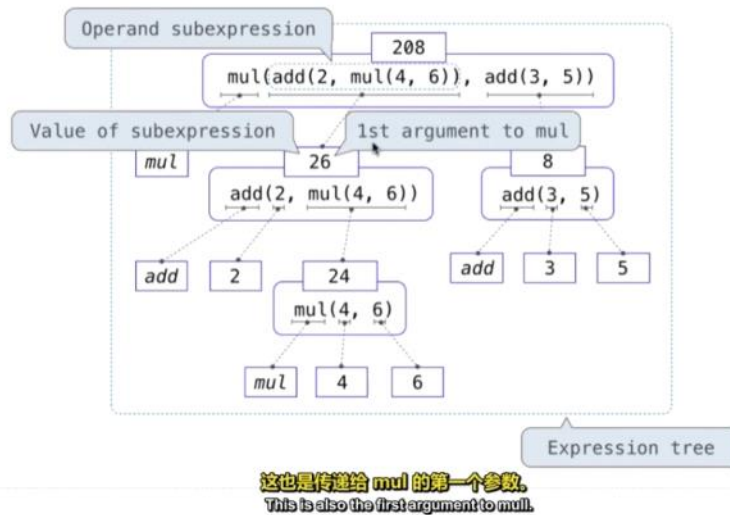 Operand subexpression
208
mul(add(2, mul(4, 6)), add(3, 5))
Value of subexpression
1st argument to mul
mul
26
8
add(2, mul(4, 6))
add(3, 5)
add
2
24
add
3
5
mul(4, 6)
mul
4
6
Expression tree
这也是传递给 mul 的第一个参数。
This is also the first argument to mull.